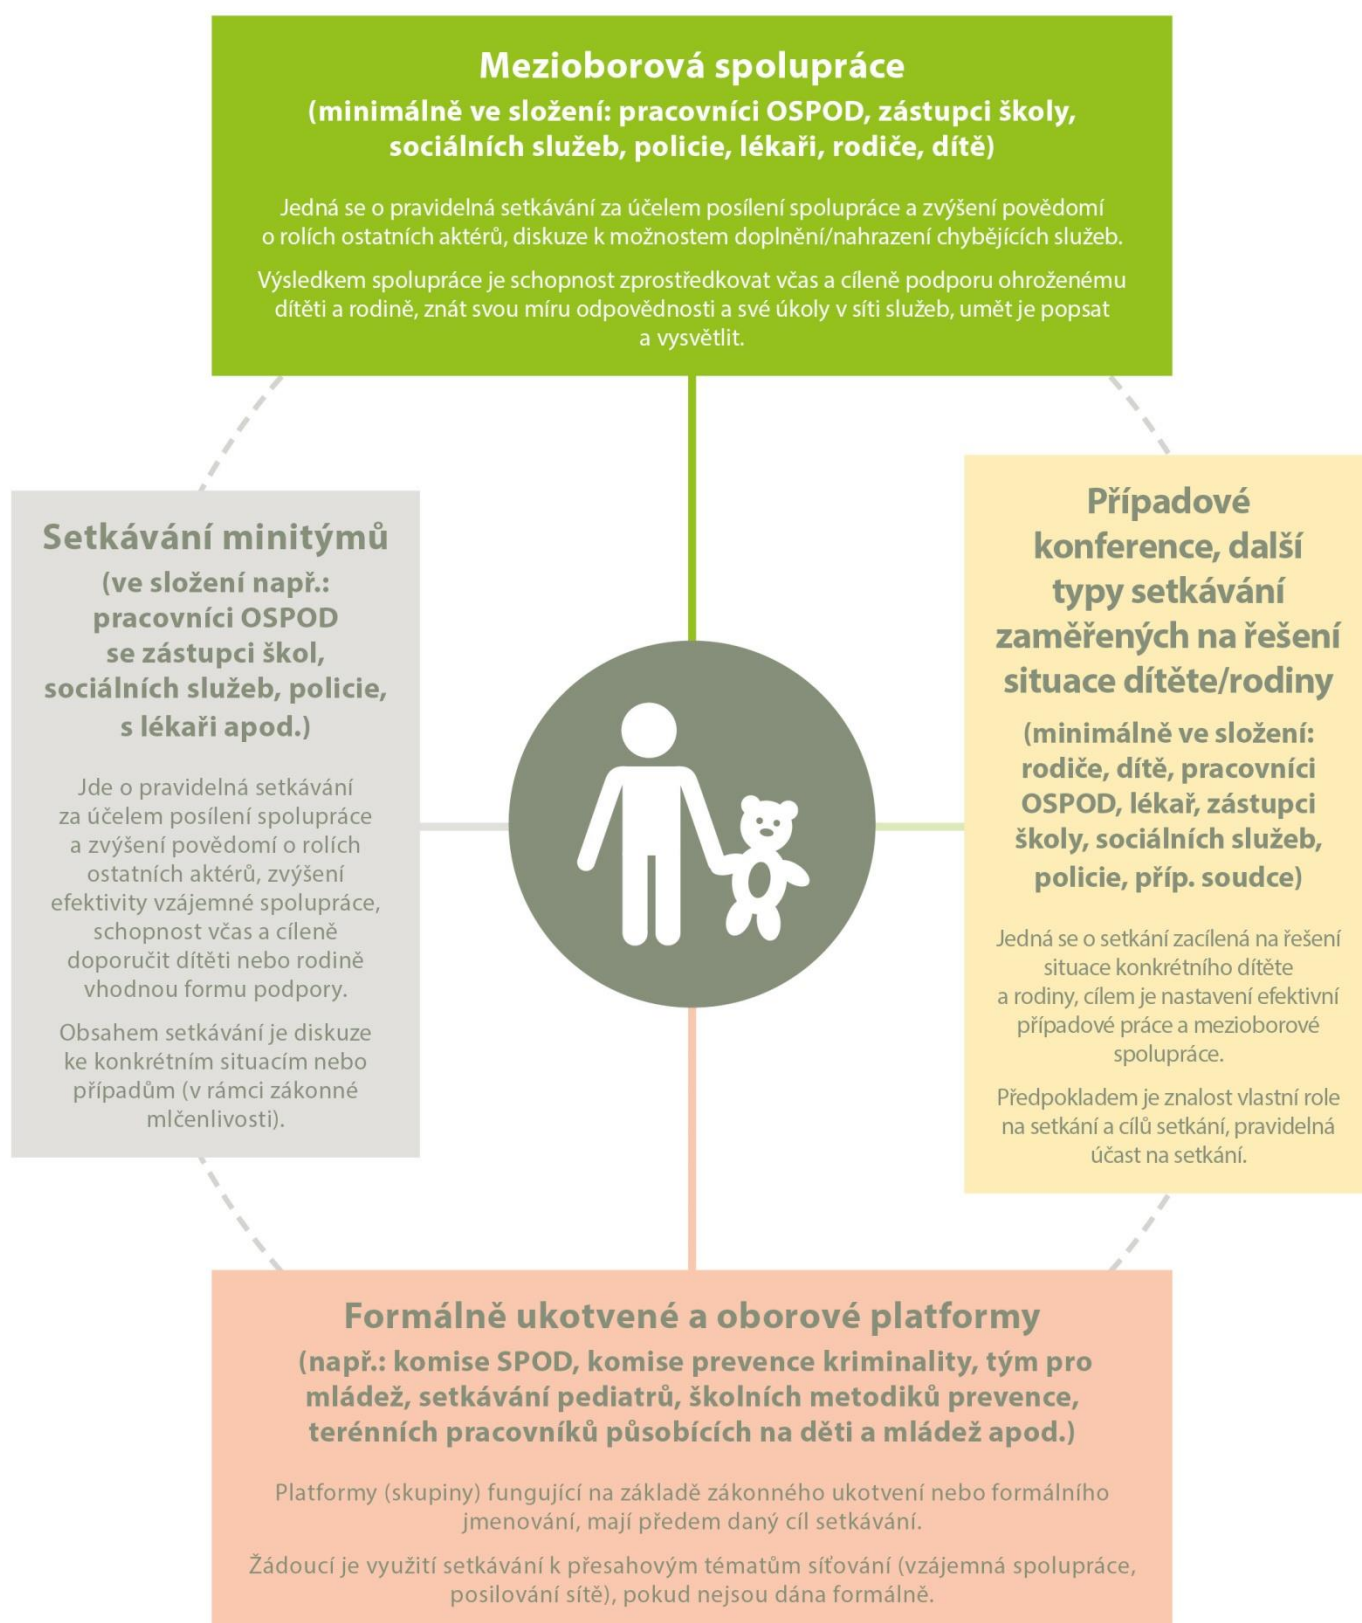 Mezioborová spolupráce
(minimálně ve složení: pracovníci OSPOD, zástupci školy,
sociálních služeb, policie, lékaři, rodiče, dítě)
Jedná se o pravidelná setkávání za účelem posílení spolupráce a zvýšení povědomí
o rolích ostatních aktérů, diskuze k možnostem doplnění/nahrazení chybějících služeb.
Výsledkem spolupráce je schopnost zprostředkovat včas a cíleně podporu ohroženému
dítěti a rodině, znát svou míru odpovědnosti a své úkoly v síti služeb, umět je popsat
a vysvětlit.
Setkávání minitýmů
(ve složení např.:
pracovníci OSPOD
se zástupci škol,
sociálních služeb, policie,
s lékaři apod.)
Jde o pravidelná setkávání
za účelem posílení spolupráce
a zvýšení povědomí o rolích
ostatních aktérů, zvýšení
efektivity vzájemné spolupráce,
schopnost včas a cíleně
doporučit dítěti nebo rodině
vhodnou formu podpory.
Obsahem setkávání je diskuze
ke konkrétním situacím nebo
případům (v rámci zákonné
mlčenlivosti).
Případové
konference, další
typy setkávání
zaměřených na řešení
situace dítěte/rodiny
(minimálně ve složení:
rodiče, dítě, pracovníci
OSPOD, lékař, zástupci
školy, sociálních služeb,
policie, příp. soudce)
Jedná se o setkání zacílená na řešení
situace konkrétního dítěte
a rodiny, cílem je nastavení efektivní
případové práce a mezioborové
spolupráce.
Předpokladem je znalost vlastní role
na setkání a cílů setkání, pravidelná
účast na setkání.
Formálně ukotvené a oborové platformy
(např.: komise SPOD, komise prevence kriminality, tým pro
mládež, setkávání pediatrů, školních metodiků prevence,
terénních pracovníků působících na děti a mládež apod.)
Platformy (skupiny) fungující na základě zákonného ukotvení nebo formálního
jmenování, mají předem daný cíl setkávání.
Žádoucí je využití setkávání k přesahovým tématům síťování (vzájemná spolupráce,
posilování sítě), pokud nejsou dána formálně.